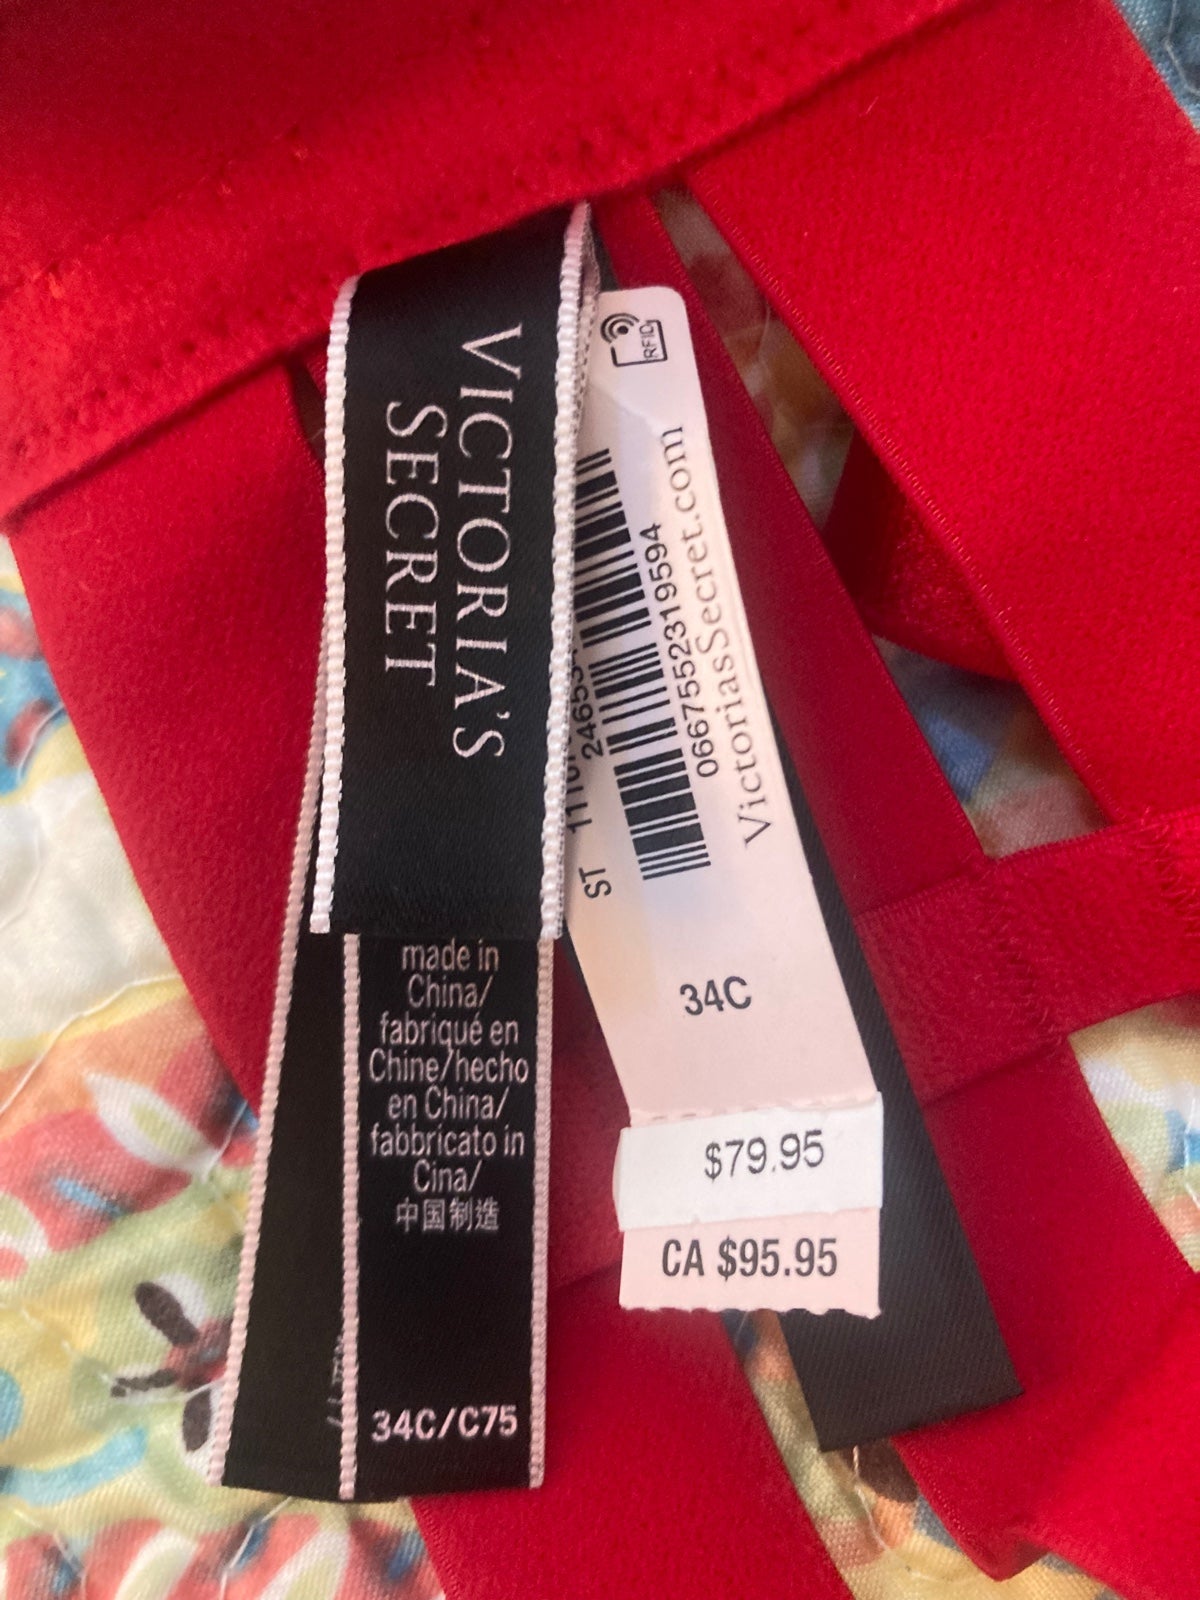 VICTORIA'S
SECRET
made in
China/
fabriqué en
Chine/hecho
en China/
fabbricato in
Cina/
中国制造
34C/C75
RFID
VictoriasSecret.com
0667552319594
ST
34C
$79.95
CA $95.95